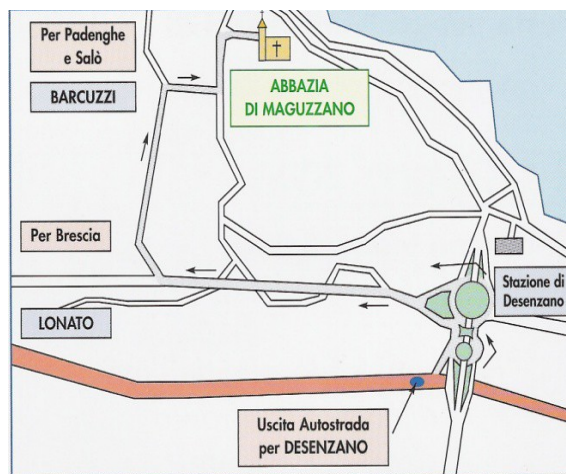 Per Padenghe
e Salò
BARCUZZI
ABBAZIA
DI MAGUZZANO
Per Brescia
Stazione di
Desenzano
LONATO
Uscita Autostrada
per DESENZANO